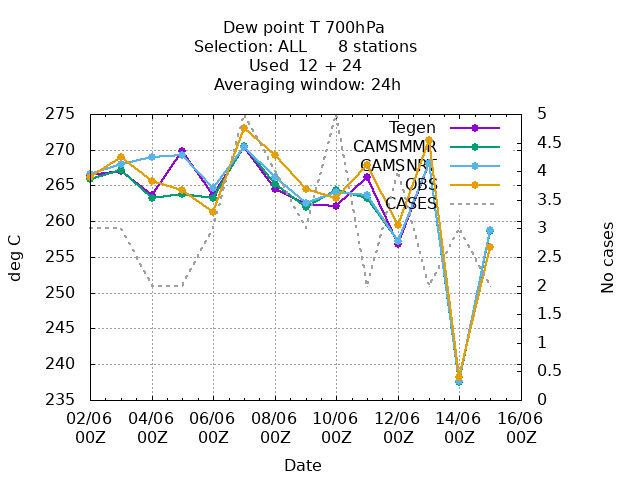 Dew point T 700hPa
Selection: ALL      8 stations
Used  12 + 24
Averaging window: 24h
275
270
265
260
255
250
245
240
235
deg C
5
4.5
4
3.5
3
2.5
2
1.5
1
0.5
0
No cases
Tegen
CAMSMMR
CAMSNRT
OBS
CASES
02/06 04/06 06/06 08/06 10/06 12/06 14/06 16/06
00Z 00Z 00Z 00Z 00Z 00Z 00Z 00Z
Date